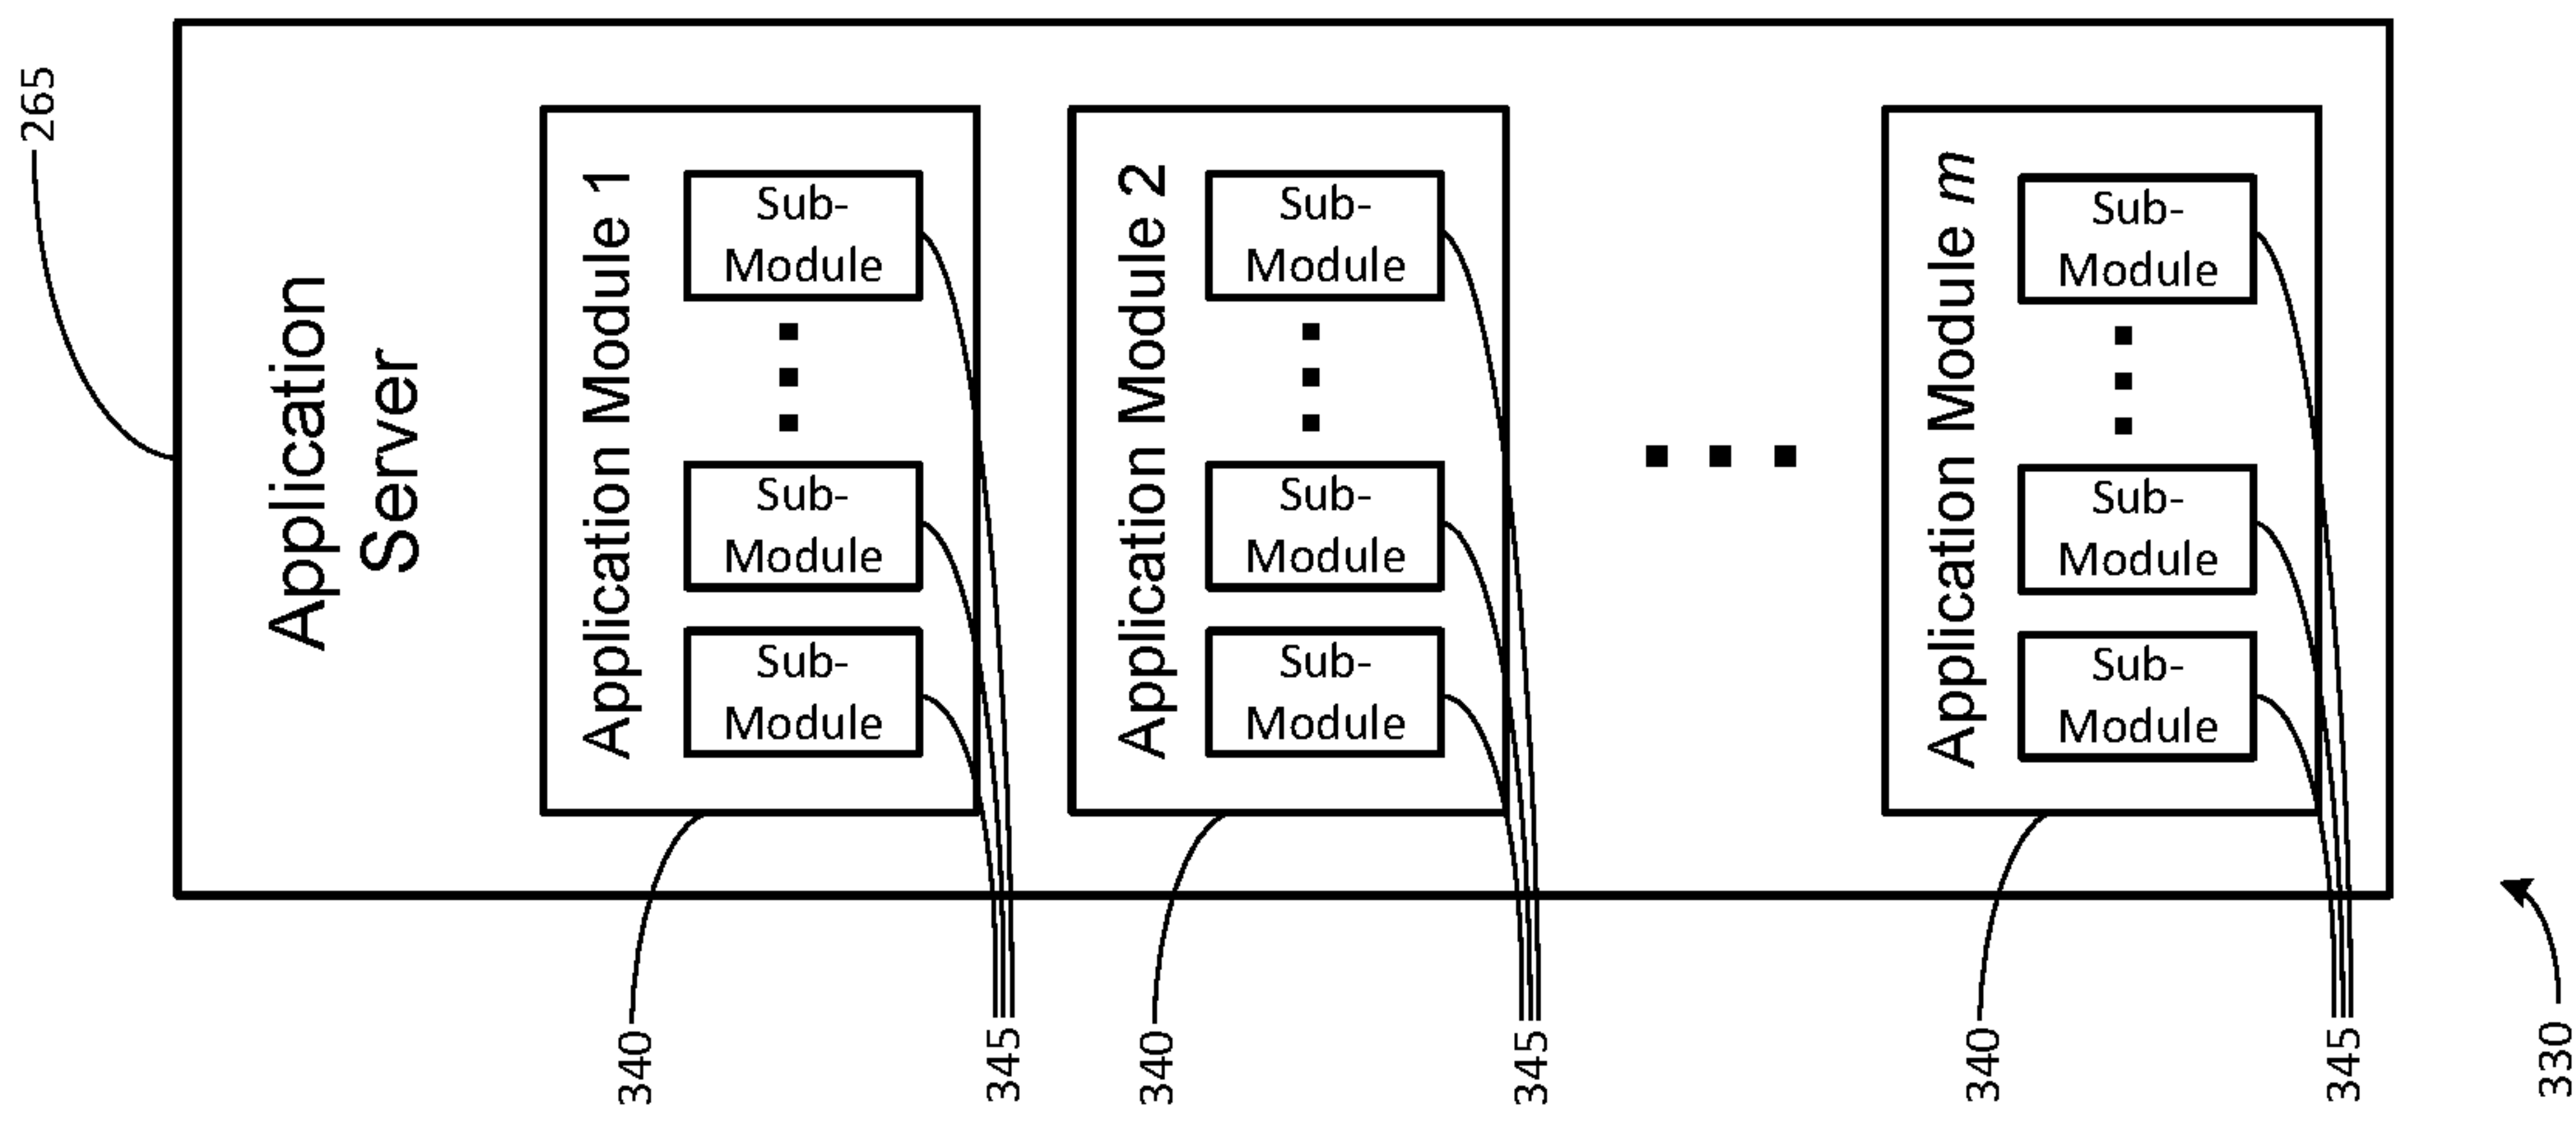 265
Application
Server
Application Module 1
Sub-
Module
Sub-
Module
Sub-
Module
340
345
Application Module 2
Sub-
Module
Sub-
Module
Sub-
Module
340
345
Application Module m
Sub-
Module
Sub-
Module
Sub-
Module
340
345
330